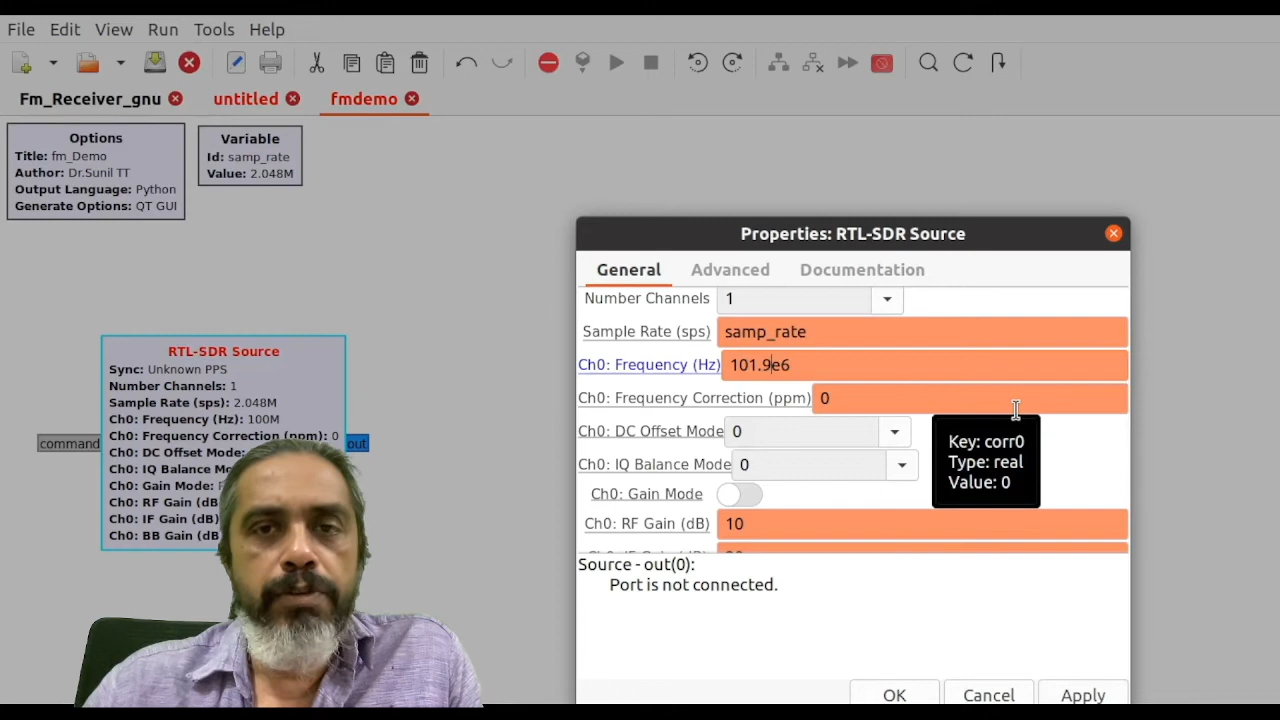 File Edit View Run Tools Help
Fm_Receiver_gnu untitled fmdemo
Options
Title: fm_Demo
Author: Dr.Sunil TT
Output Language: Python
Generate Options: QT GUI
Variable
Id: samp_rate
Value: 2.048M
RTL-SDR Source
Sync: Unknown PPS
Number Channels: 1
Sample Rate (sps): 2.048M
Ch0: Frequency (Hz): 100M
Ch0: Frequency Correction (ppm): 0
Ch0: DC Offset Mode:
Ch0: IQ Balance Mo
Ch0: Gain Mode:
Ch0: RF Gain (dB)
Ch0: IF Gain (dB)
Ch0: BB Gain (dB)
command
out
Properties: RTL-SDR Source
General Advanced Documentation
Number Channels 1
Sample Rate (sps) samp_rate
Ch0: Frequency (Hz) 101.9e6
Ch0: Frequency Correction (ppm) 0
Ch0: DC Offset Mode 0
Ch0: IQ Balance Mode 0
Ch0: Gain Mode
Ch0: RF Gain (dB) 10
Key: corr0
Type: real
Value: 0
Source - out(0):
Port is not connected.
OK Cancel Apply